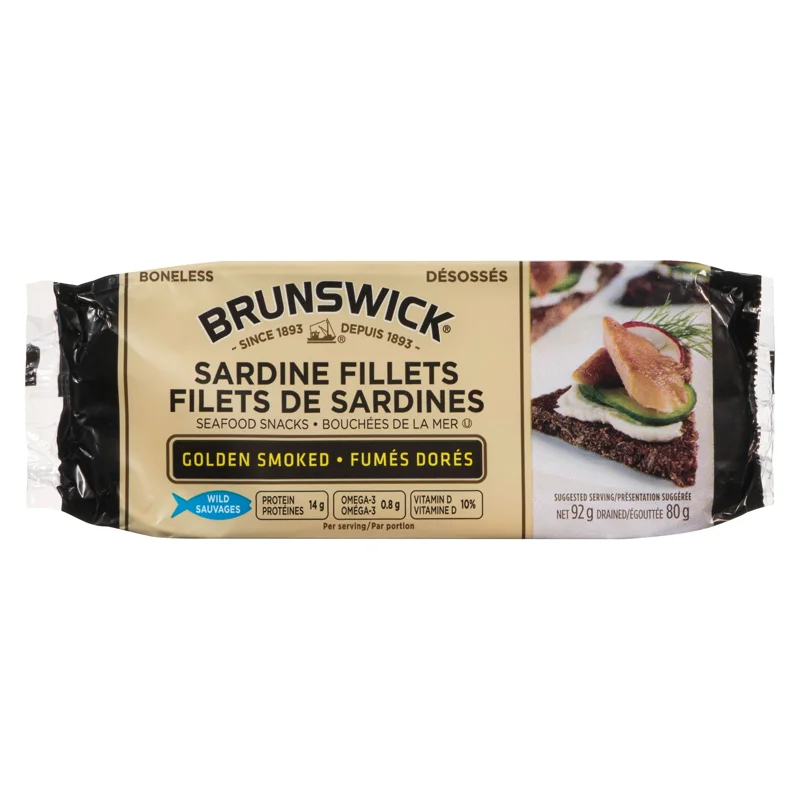 BONELESS
DÉSOSSÉS
BRUNSWICK®
- SINCE 1893 ® DEPUIS 1893 -
SARDINE FILLETS
FILETS DE SARDINES
SEAFOOD SNACKS • BOUCHÉES DE LA MER Ⓤ
GOLDEN SMOKED • FUMÉS DORÉS
WILD
SAUVAGES
PROTEIN
PROTÉINES 14 g
OMEGA-3
OMÉGA-3 0.8 g
VITAMIN D
VITAMINE D 10%
Per serving/Par portion
SUGGESTED SERVING/PRÉSENTATION SUGGÉRÉE
NET 92 g DRAINED/ÉGOUTTÉE 80 g